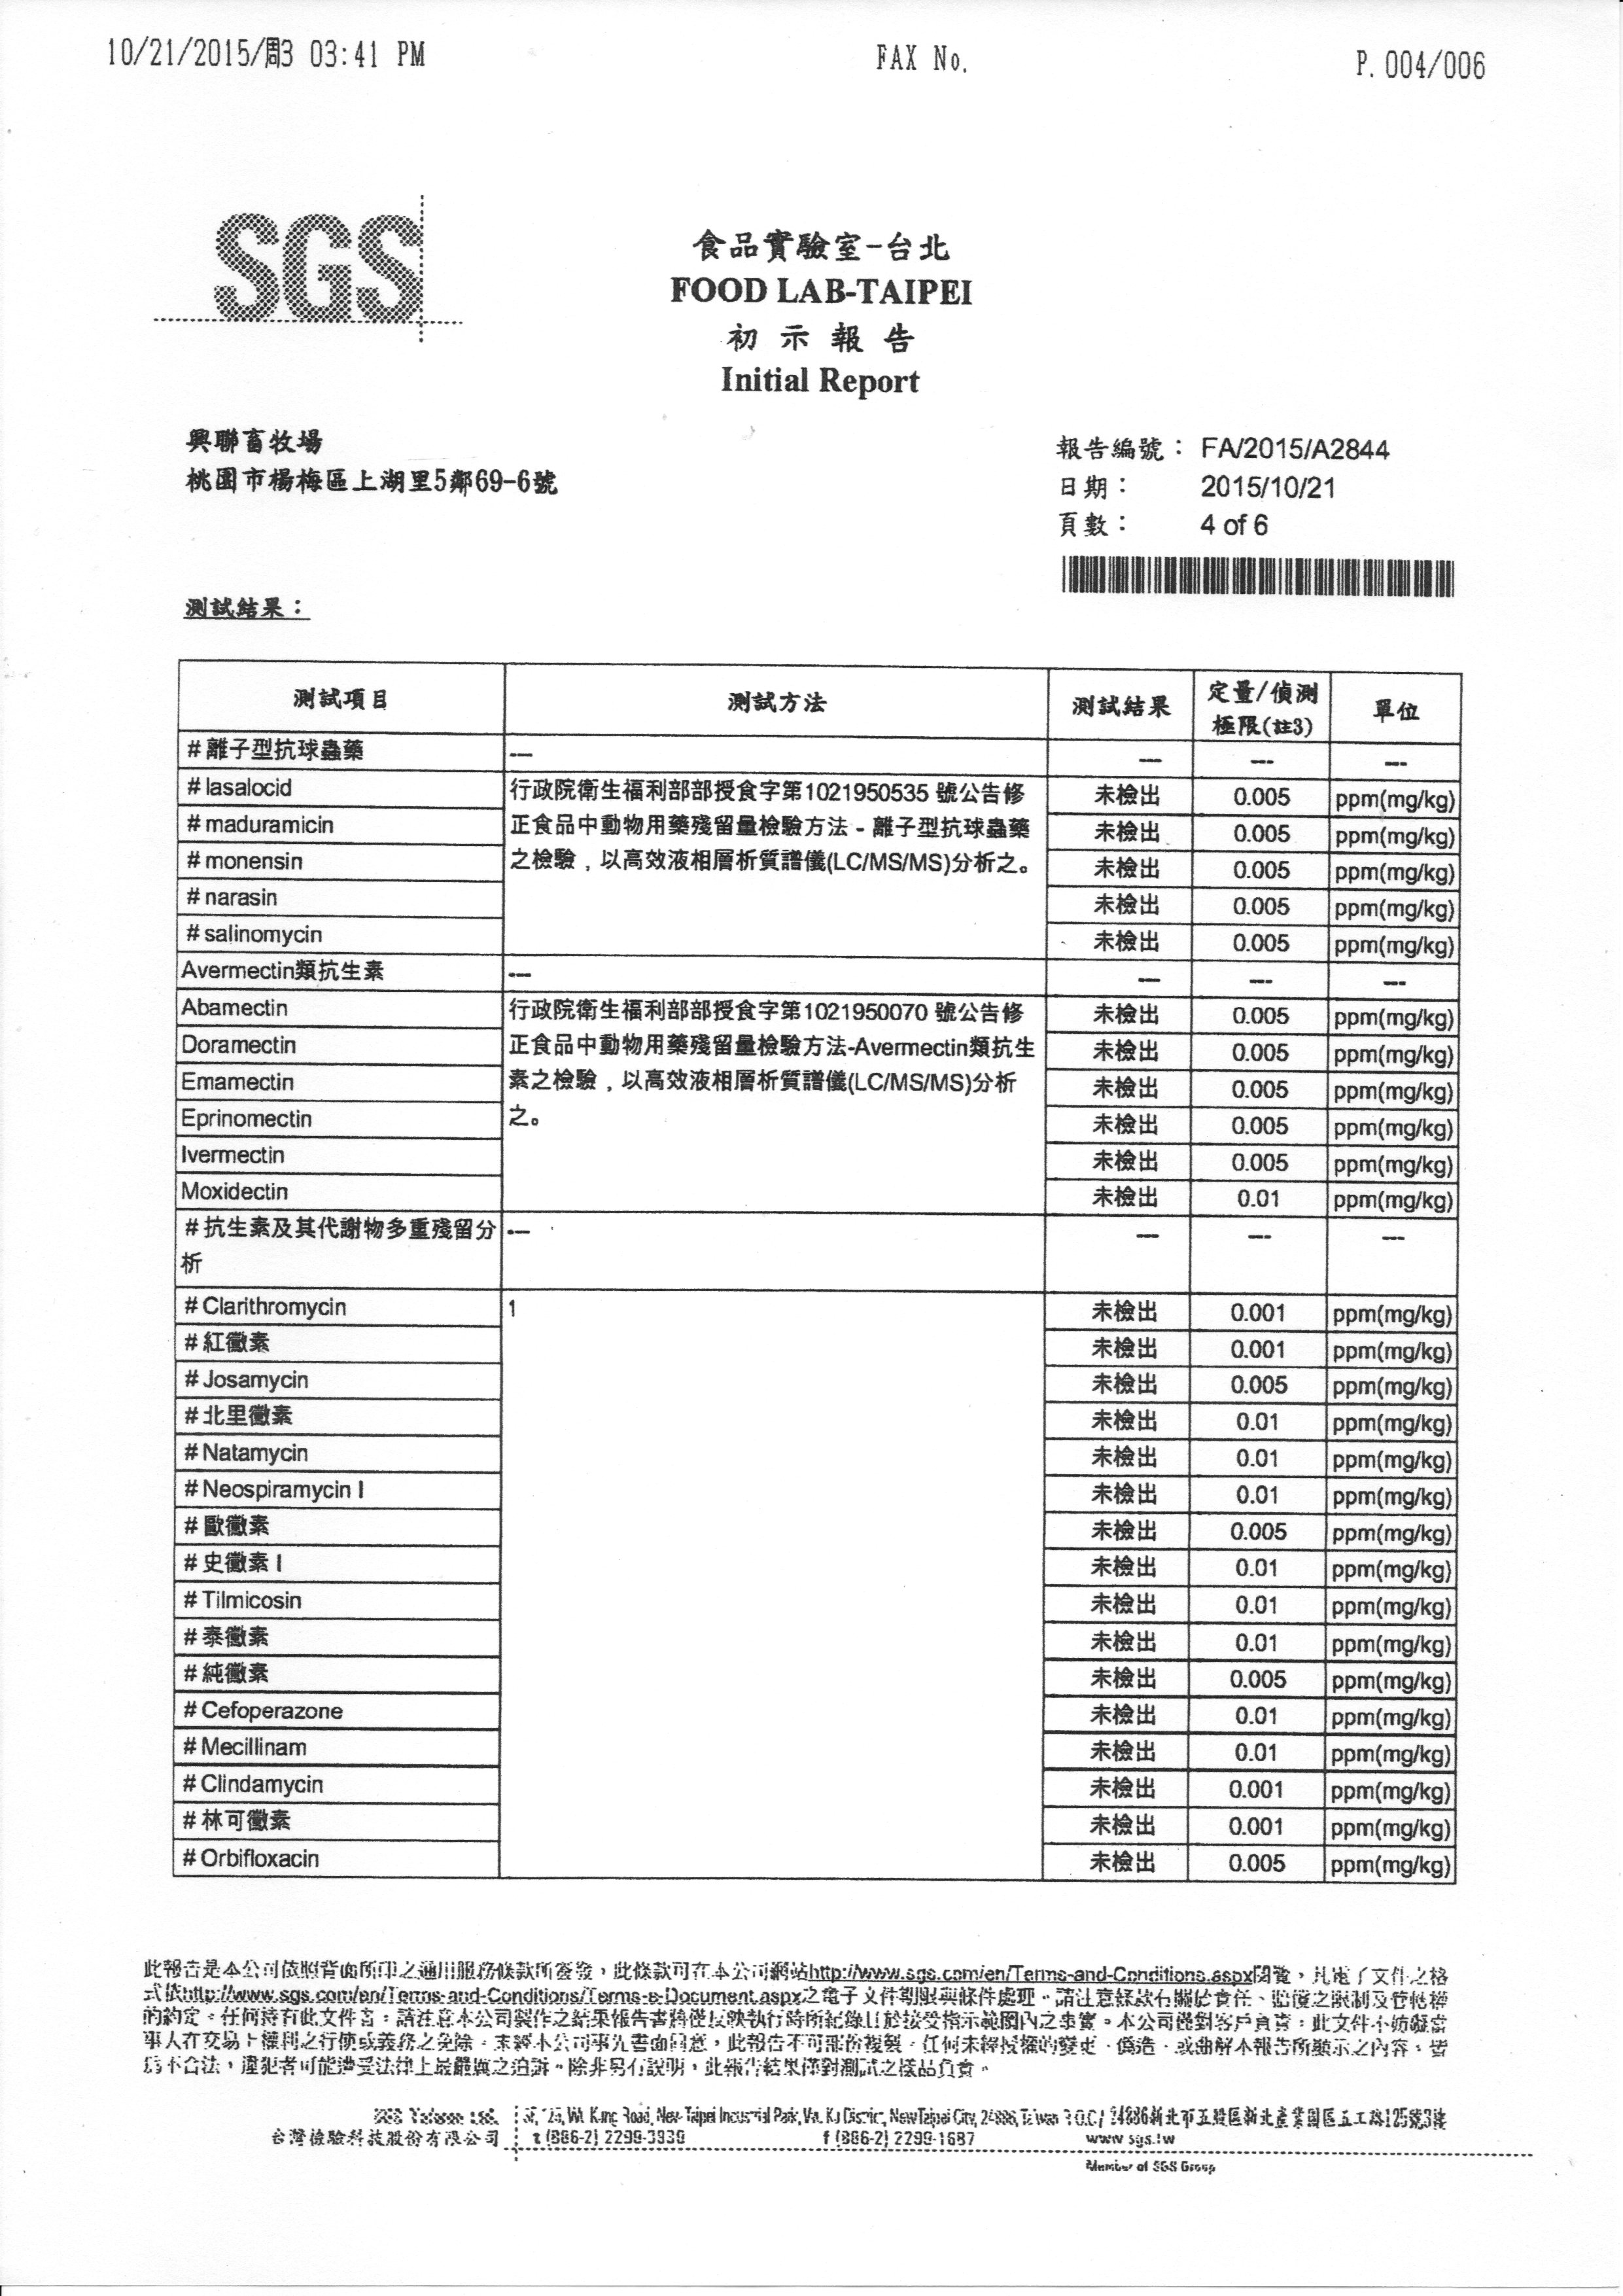 10/21/2015/周3 03:41 PM FAX No. P. 004/006
SGS
食品實驗室-台北
FOOD LAB-TAIPEI
初示報告
Initial Report
興聯畜牧場
桃園市楊梅區上湖里5鄰69-6號
報告編號： FA/2015/A2844
日期： 2015/10/21
頁數： 4 of 6
測試結果：
測試項目 測試方法 測試結果 定量/偵測極限(註3) 單位
# 離子型抗球蟲藥 --- --- --- ---
行政院衛生福利部部授食字第1021950535 號公告修
正食品中動物用藥殘留量檢驗方法 - 離子型抗球蟲藥
之檢驗，以高效液相層析質譜儀(LC/MS/MS)分析之。
# lasalocid 未檢出 0.005 ppm(mg/kg)
# maduramicin 未檢出 0.005 ppm(mg/kg)
# monensin 未檢出 0.005 ppm(mg/kg)
# narasin 未檢出 0.005 ppm(mg/kg)
# salinomycin 未檢出 0.005 ppm(mg/kg)
Avermectin類抗生素 --- --- --- ---
行政院衛生福利部部授食字第1021950070 號公告修
正食品中動物用藥殘留量檢驗方法-Avermectin類抗生
素之檢驗，以高效液相層析質譜儀(LC/MS/MS)分析
之。
Abamectin 未檢出 0.005 ppm(mg/kg)
Doramectin 未檢出 0.005 ppm(mg/kg)
Emamectin 未檢出 0.005 ppm(mg/kg)
Eprinomectin 未檢出 0.005 ppm(mg/kg)
Ivermectin 未檢出 0.005 ppm(mg/kg)
Moxidectin 未檢出 0.01 ppm(mg/kg)
# 抗生素及其代謝物多重殘留分 --- --- --- ---
析
# Clarithromycin 1 未檢出 0.001 ppm(mg/kg)
# 紅黴素 未檢出 0.001 ppm(mg/kg)
# Josamycin 未檢出 0.005 ppm(mg/kg)
# 北里黴素 未檢出 0.01 ppm(mg/kg)
# Natamycin 未檢出 0.01 ppm(mg/kg)
# Neospiramycin I 未檢出 0.01 ppm(mg/kg)
# 歐黴素 未檢出 0.005 ppm(mg/kg)
# 史黴素 I 未檢出 0.01 ppm(mg/kg)
# Tilmicosin 未檢出 0.01 ppm(mg/kg)
# 泰黴素 未檢出 0.01 ppm(mg/kg)
# 純黴素 未檢出 0.005 ppm(mg/kg)
# Cefoperazone 未檢出 0.01 ppm(mg/kg)
# Mecillinam 未檢出 0.01 ppm(mg/kg)
# Clindamycin 未檢出 0.001 ppm(mg/kg)
# 林可黴素 未檢出 0.001 ppm(mg/kg)
# Orbifloxacin 未檢出 0.005 ppm(mg/kg)
此報告是本公司依照背面所印之通用服務條款所簽發，此條款可在本公司網站http://www.sgs.com/en/Terms-and-Conditions.aspx閱覽，凡電子文件之格
式依http://www.sgs.com/en/Terms-and-Conditions/Terms-e-Document.aspx之電子文件期限與條件處理。請注意條款有關於責任、賠償之限制及管轄權
的約定。任何持有此文件者，請注意本公司製作之結果報告書將僅反映執行時所紀錄且於接受指示範圍內之事實。本公司僅對客戶負責，此文件不妨礙當
事人在交易上權利之行使或義務之免除。未經本公司事先書面同意，此報告不可部份複製。任何未經授權的變更、偽造、或曲解本報告所顯示之內容，皆
為不合法，違犯者可能遭受法律上最嚴厲之追訴。除非另有說明，此報告結果僅對測試之樣品負責。
SGS Taiwan Ltd. Wu Kung Road, New Taipei Industrial Park, Wu Ku District, New Taipei City, 24886, Taiwan R.O.C./ 24886新北市五股區新北產業園區五工路125號3樓
台灣檢驗科技股份有限公司 t (886-2) 2299-3939 f (886-2) 2299-1687 www.sgs.tw
Member of SGS Group